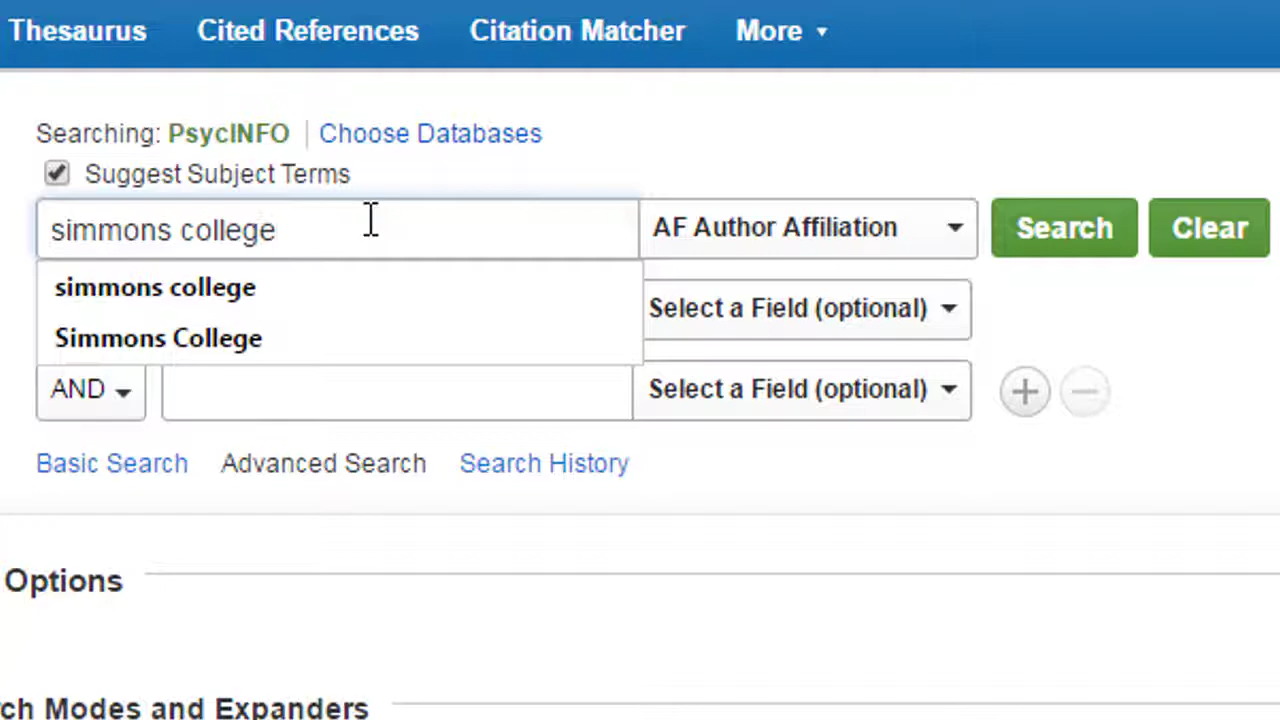 Thesaurus Cited References Citation Matcher More
Searching: PsycINFO Choose Databases
Suggest Subject Terms
simmons college AF Author Affiliation Search Clear
simmons college
Select a Field (optional)
Simmons College
AND Select a Field (optional)
Basic Search Advanced Search Search History
Options
ch Modes and Expanders